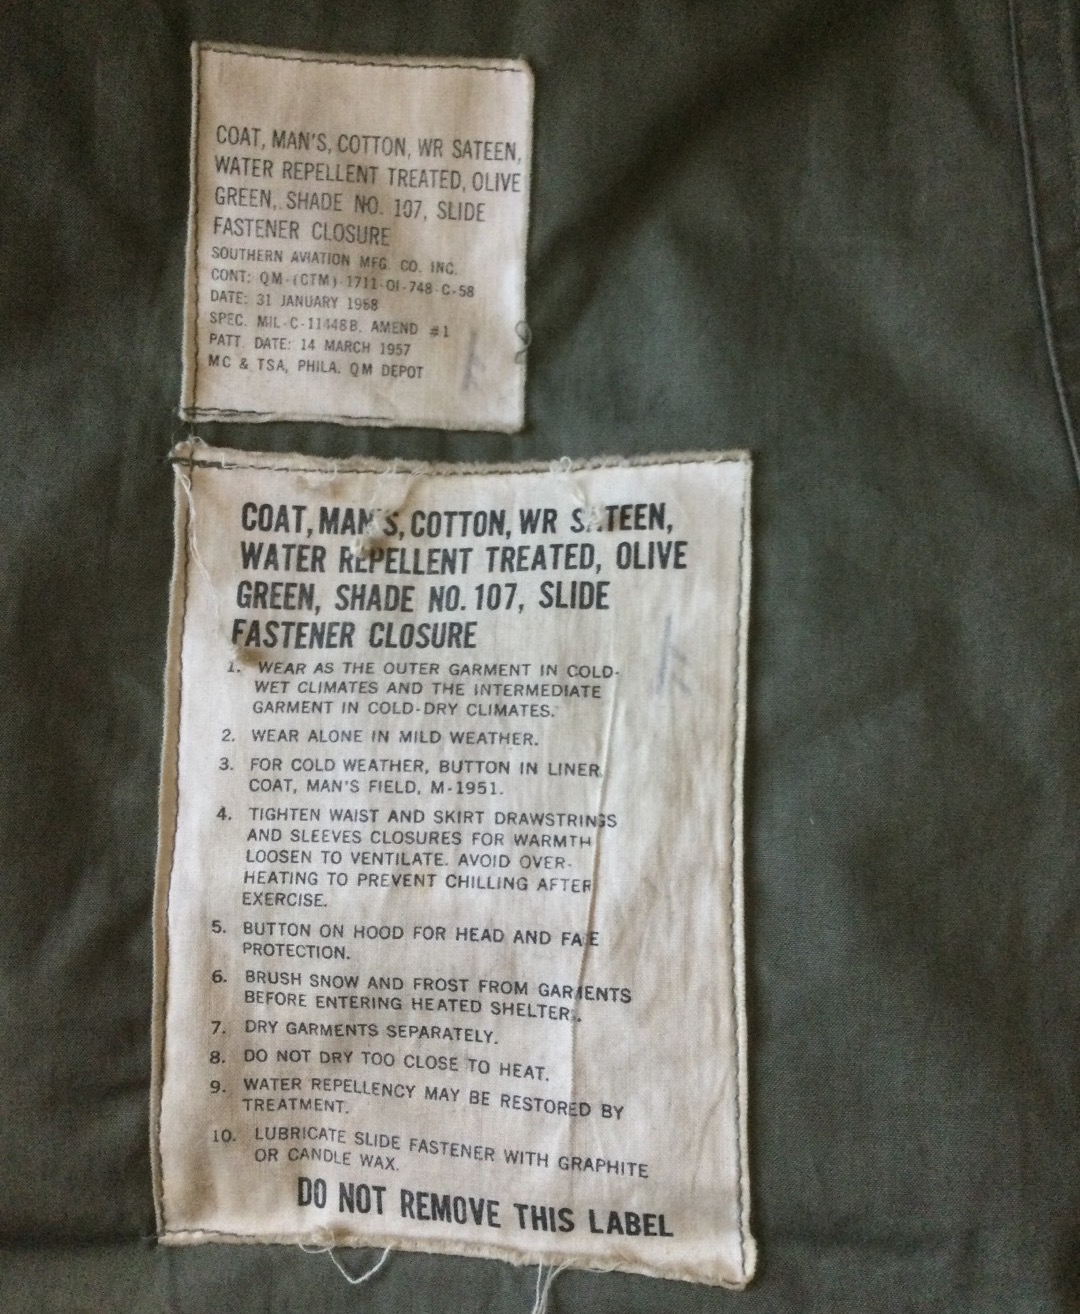 COAT, MAN'S, COTTON, WR SATEEN,
WATER REPELLENT TREATED, OLIVE
GREEN, SHADE NO. 107, SLIDE
FASTENER CLOSURE
SOUTHERN AVIATION MFG. CO. INC.
CONT: QM-(CTM)-1711-OI-748-C-58
DATE: 31 JANUARY 1958
SPEC. MIL-C-11448B, AMEND #1
PATT. DATE: 14 MARCH 1957
MC & TSA, PHILA. QM DEPOT
COAT, MAN'S, COTTON, WR SATEEN,
WATER REPELLENT TREATED, OLIVE
GREEN, SHADE NO. 107, SLIDE
FASTENER CLOSURE
1. WEAR AS THE OUTER GARMENT IN COLD-
WET CLIMATES AND THE INTERMEDIATE
GARMENT IN COLD-DRY CLIMATES.
2. WEAR ALONE IN MILD WEATHER.
3. FOR COLD WEATHER, BUTTON IN LINER,
COAT, MAN'S FIELD, M-1951.
4. TIGHTEN WAIST AND SKIRT DRAWSTRINGS
AND SLEEVES CLOSURES FOR WARMTH
LOOSEN TO VENTILATE. AVOID OVER-
HEATING TO PREVENT CHILLING AFTER
EXERCISE.
5. BUTTON ON HOOD FOR HEAD AND FACE
PROTECTION.
6. BRUSH SNOW AND FROST FROM GARMENTS
BEFORE ENTERING HEATED SHELTERS.
7. DRY GARMENTS SEPARATELY.
8. DO NOT DRY TOO CLOSE TO HEAT.
9. WATER REPELLENCY MAY BE RESTORED BY
TREATMENT.
10. LUBRICATE SLIDE FASTENER WITH GRAPHITE
OR CANDLE WAX.
DO NOT REMOVE THIS LABEL